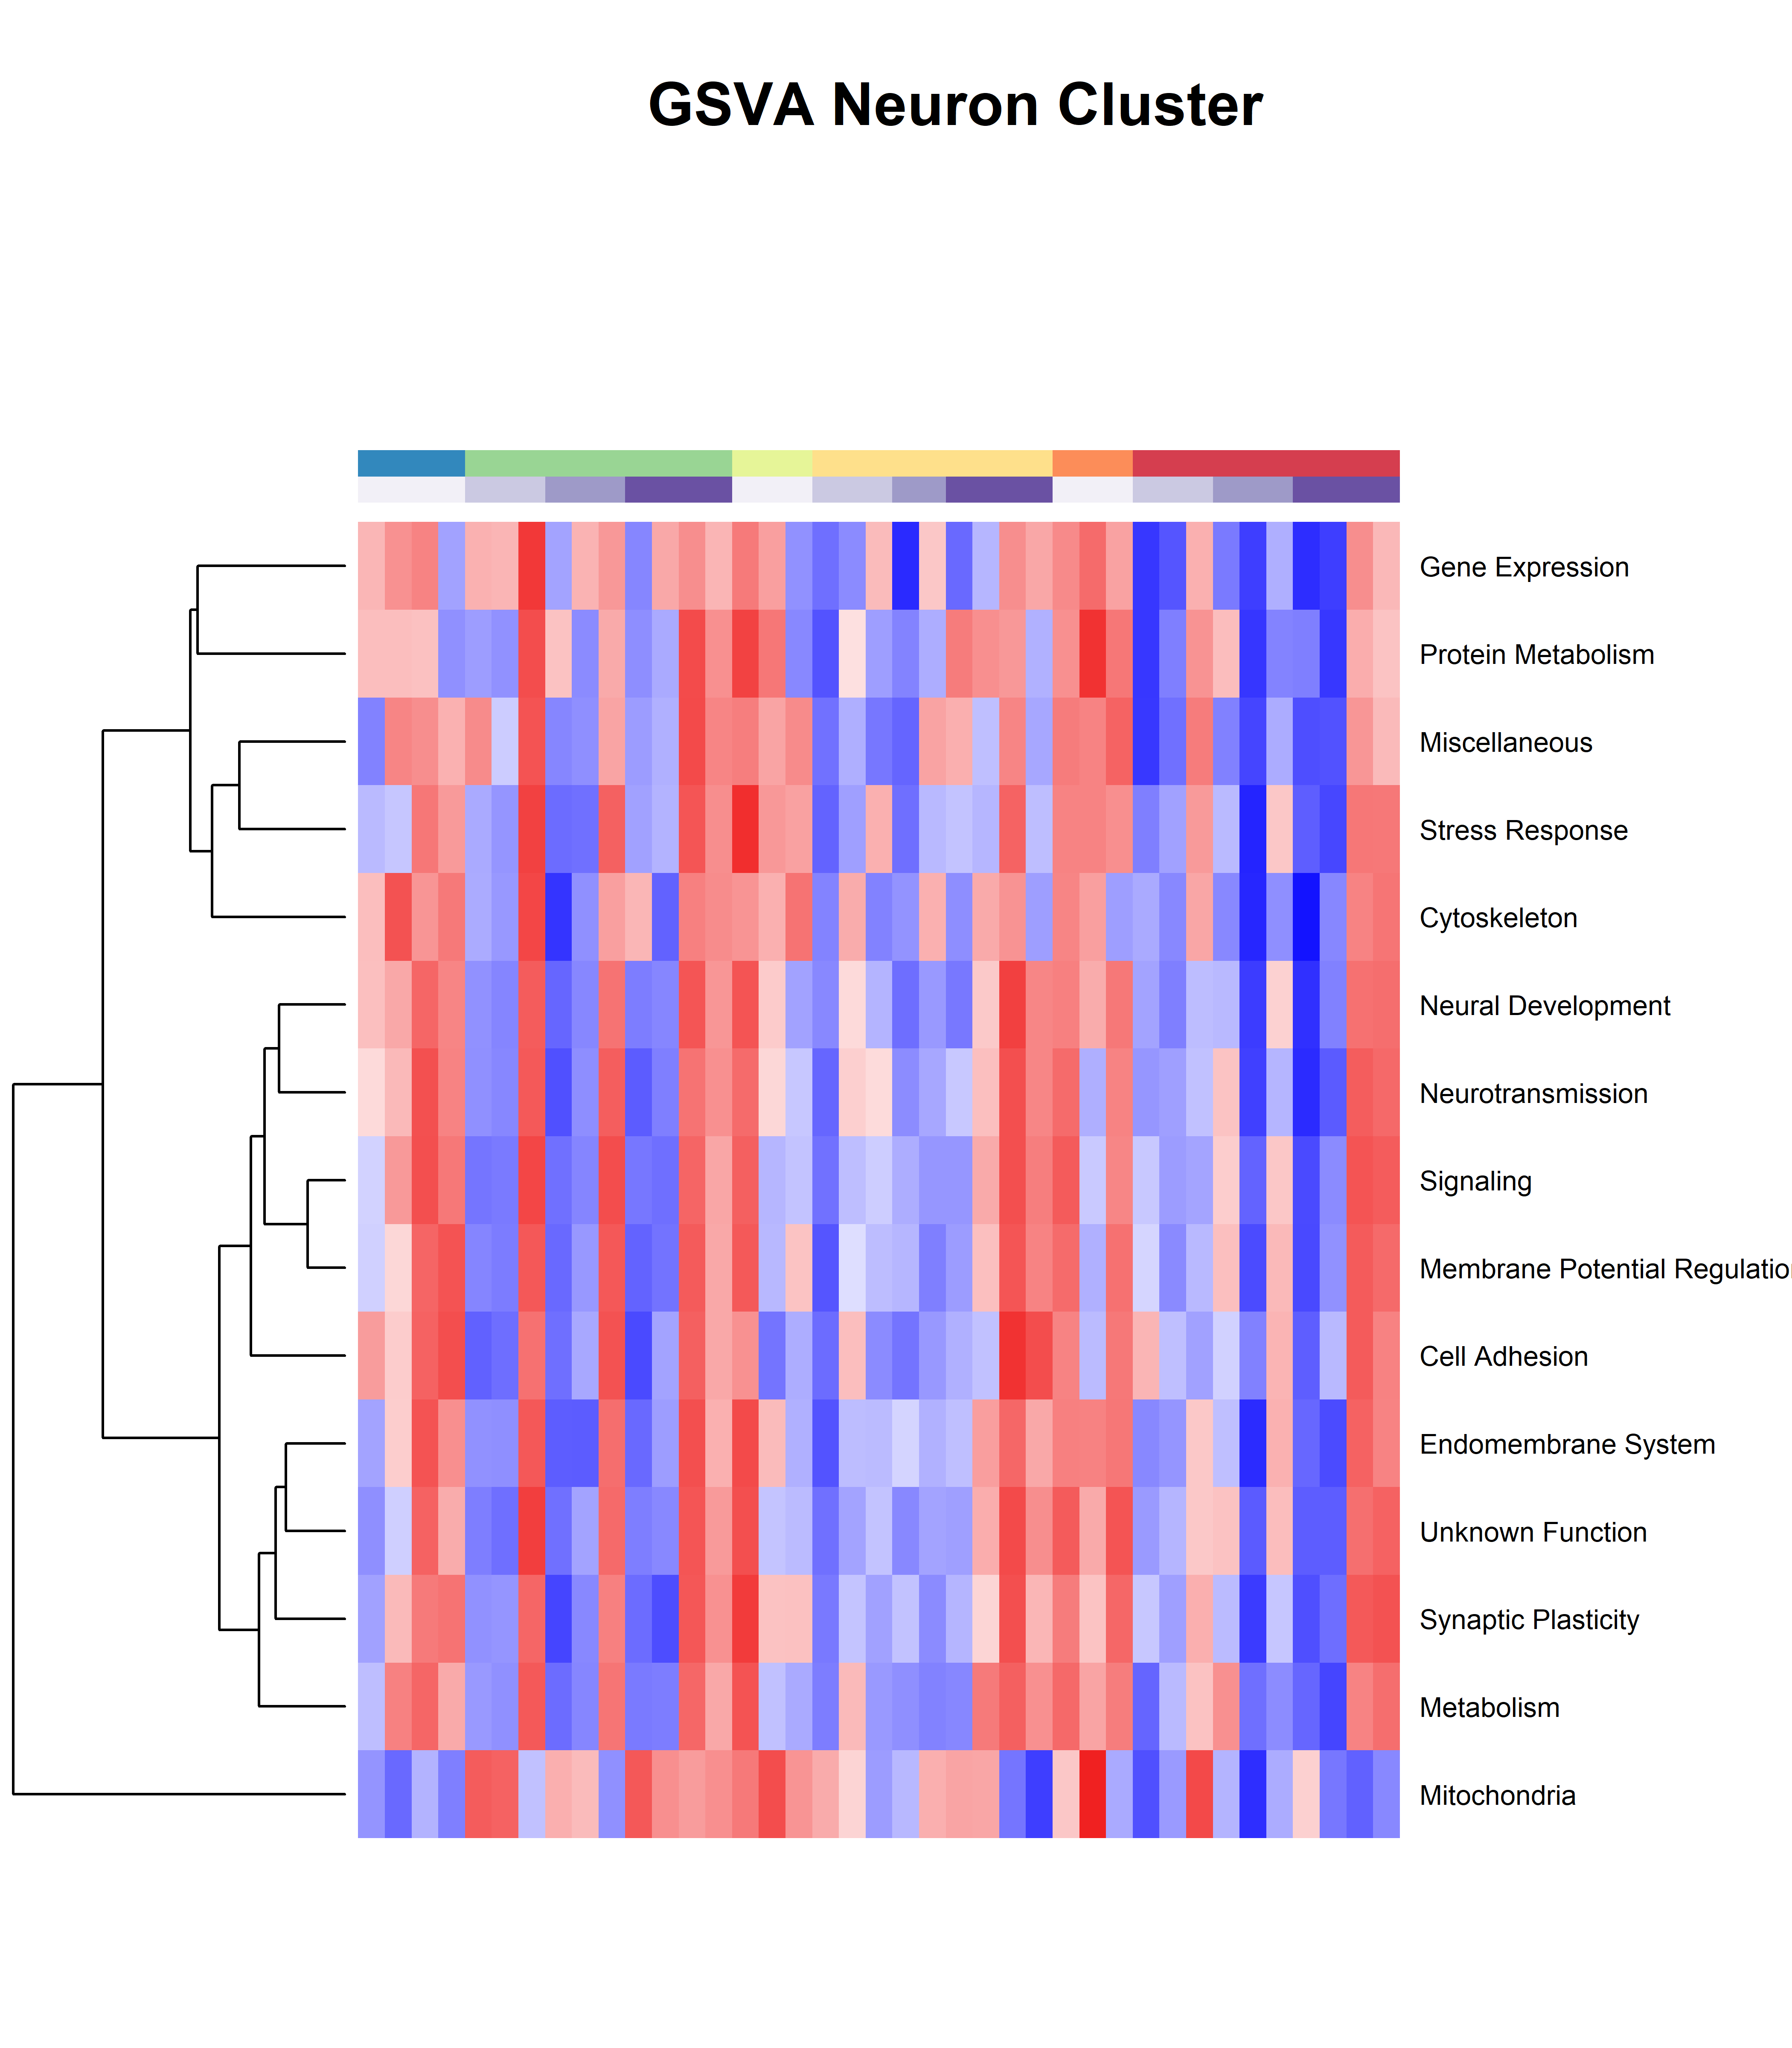 GSVA Neuron Cluster
Gene Expression
Protein Metabolism
Miscellaneous
Stress Response
Cytoskeleton
Neural Development
Neurotransmission
Signaling
Membrane Potential Regulatio
Cell Adhesion
Endomembrane System
Unknown Function
Synaptic Plasticity
Metabolism
Mitochondria